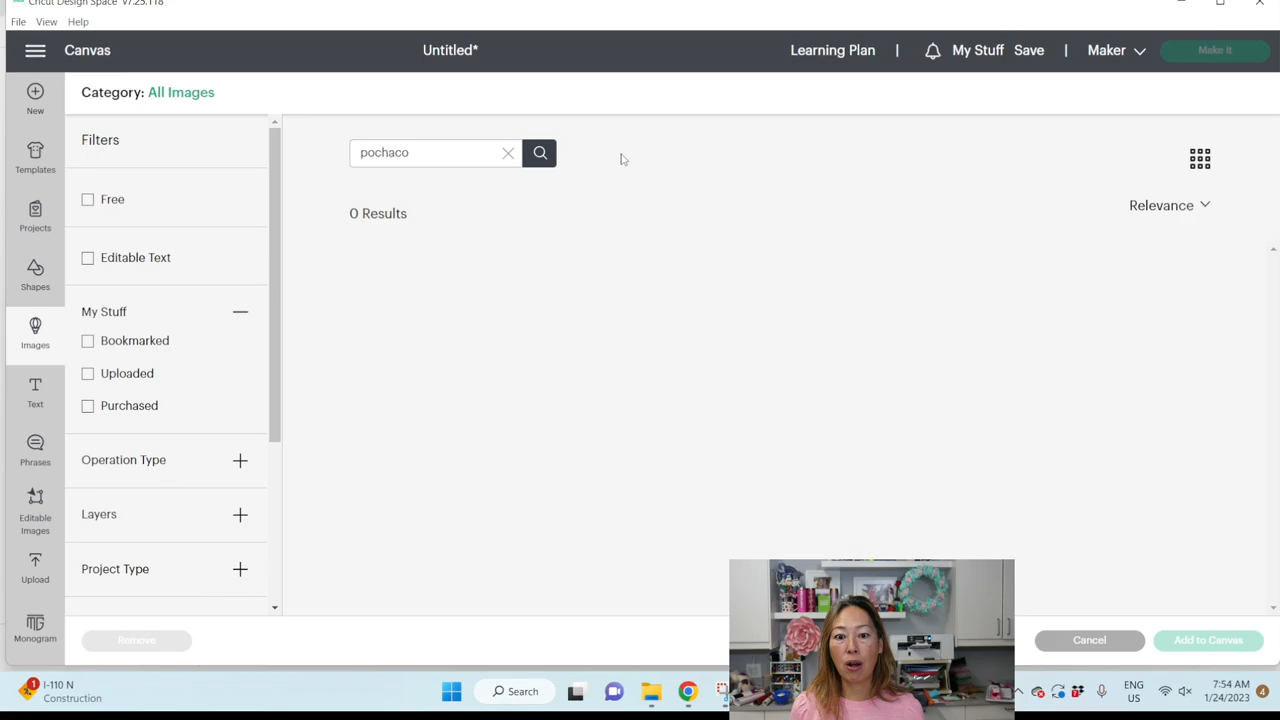 Cricut Design Space v7.25.118
File View Help
Canvas
Untitled*
Learning Plan | My Stuff Save | Maker Make It
Category: All Images
New
Templates
Projects
Shapes
Images
Text
Phrases
Editable
Images
Upload
Monogram
Filters
Free
Editable Text
My Stuff
Bookmarked
Uploaded
Purchased
Operation Type
Layers
Project Type
Remove
pochaco
0 Results
Relevance
Cancel
Add to Canvas
1
I-110 N
Construction
Search
ENG
US
7:54 AM
1/24/2023
4